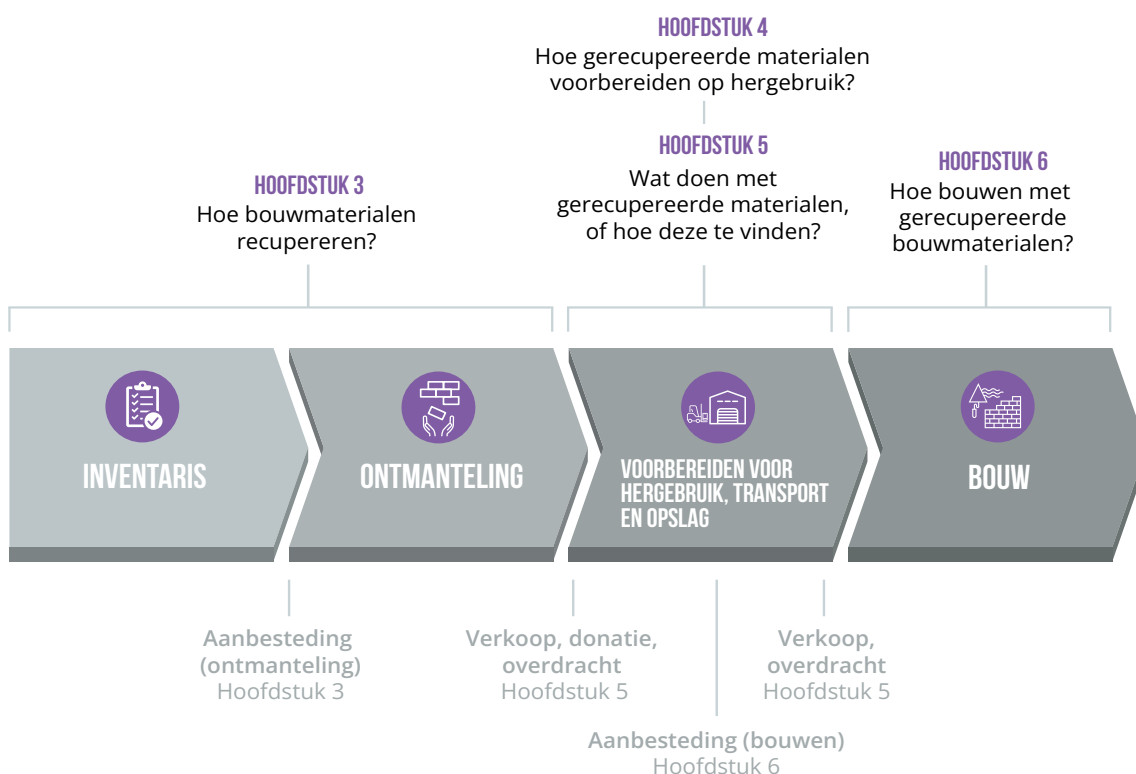 HOOFDSTUK 4
Hoe gerecupereerde materialen
voorbereiden op hergebruik?
HOOFDSTUK 5
Wat doen met
gerecupereerde materialen,
of hoe deze te vinden?
HOOFDSTUK 3
Hoe bouwmaterialen
recupereren?
HOOFDSTUK 6
Hoe bouwen met
gerecupereerde
bouwmaterialen?
INVENTARIS
ONTMANTELING
VOORBEREIDEN VOOR
HERGEBRUIK, TRANSPORT
EN OPSLAG
BOUW
Aanbesteding
(ontmanteling)
Hoofdstuk 3
Verkoop, donatie,
overdracht
Hoofdstuk 5
Verkoop,
overdracht
Hoofdstuk 5
Aanbesteding (bouwen)
Hoofdstuk 6